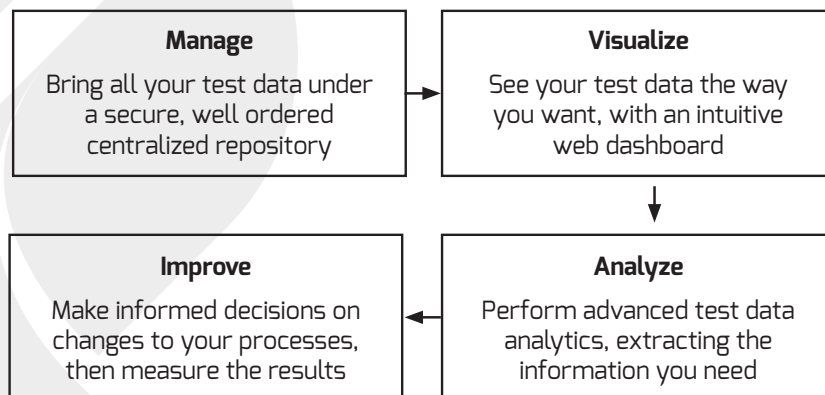 Manage
Bring all your test data under
a secure, well ordered
centralized repository
Visualize
See your test data the way
you want, with an intuitive
web dashboard
Improve
Make informed decisions on
changes to your processes,
then measure the results
Analyze
Perform advanced test data
analytics, extracting the
information you need